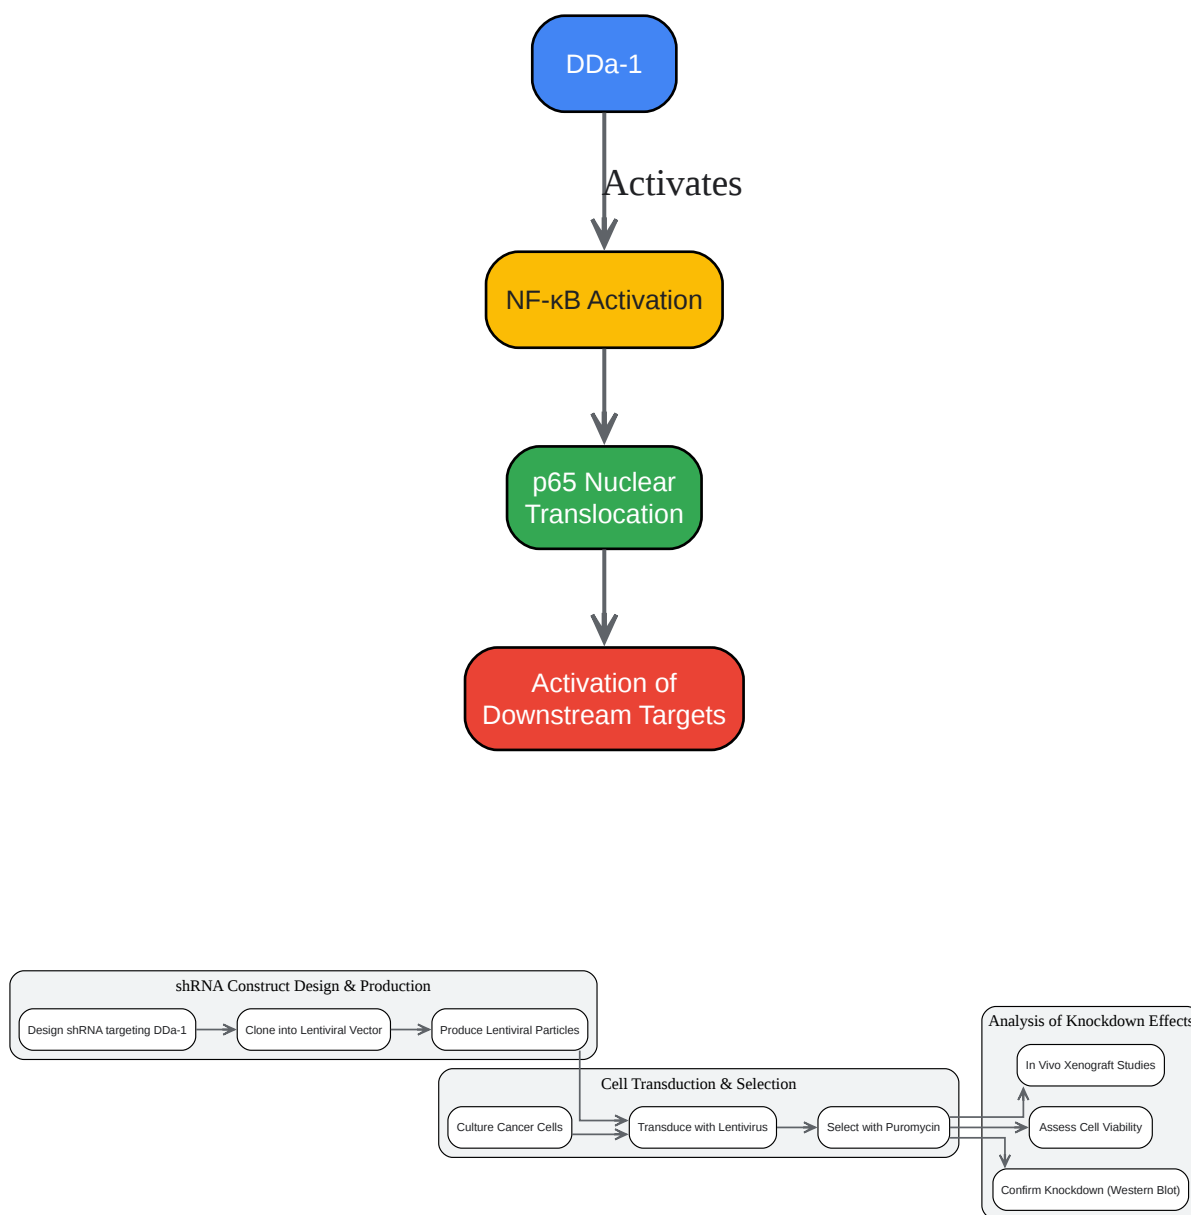 DDa-1
Activates
NF-κB Activation
p65 Nuclear
Translocation
Activation of
Downstream Targets
shRNA Construct Design & Production
Design shRNA targeting DDa-1
Clone into Lentiviral Vector
Produce Lentiviral Particles
Cell Transduction & Selection
Culture Cancer Cells
Transduce with Lentivirus
Select with Puromycin
Analysis of Knockdown Effects
In Vivo Xenograft Studies
Assess Cell Viability
Confirm Knockdown (Western Blot)